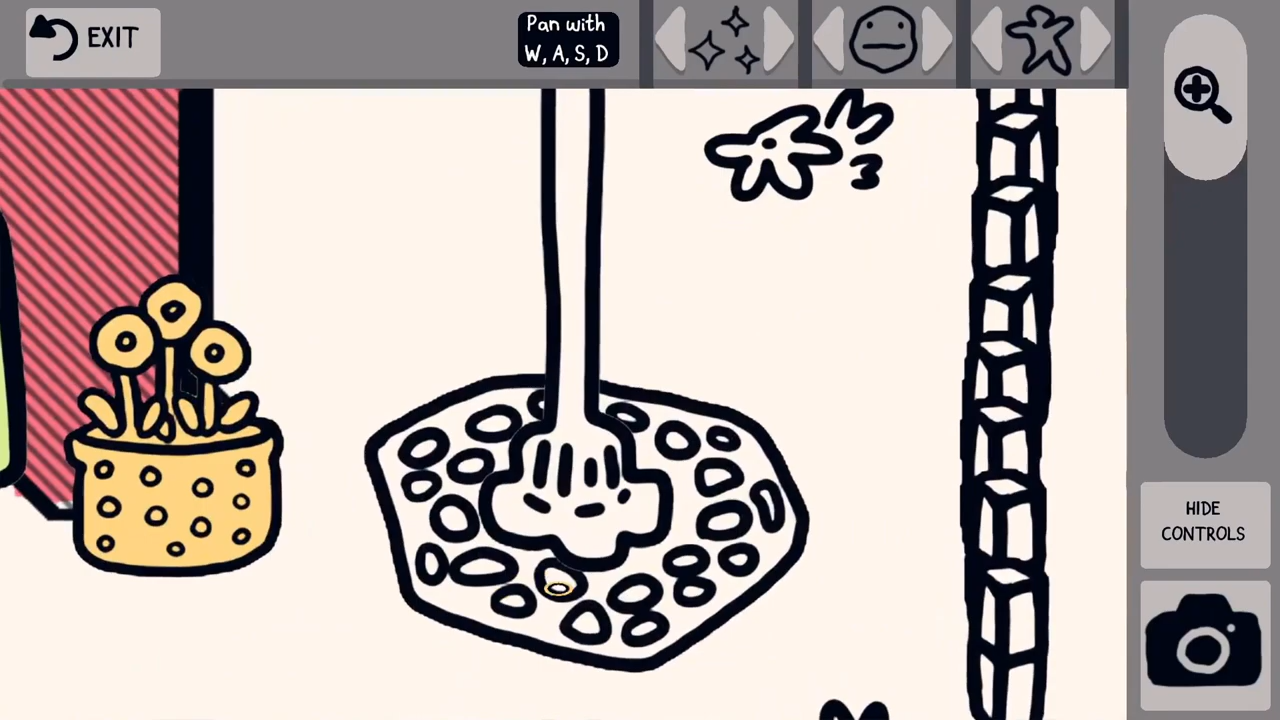 EXIT
Pan with
W, A, S, D
HIDE
CONTROLS